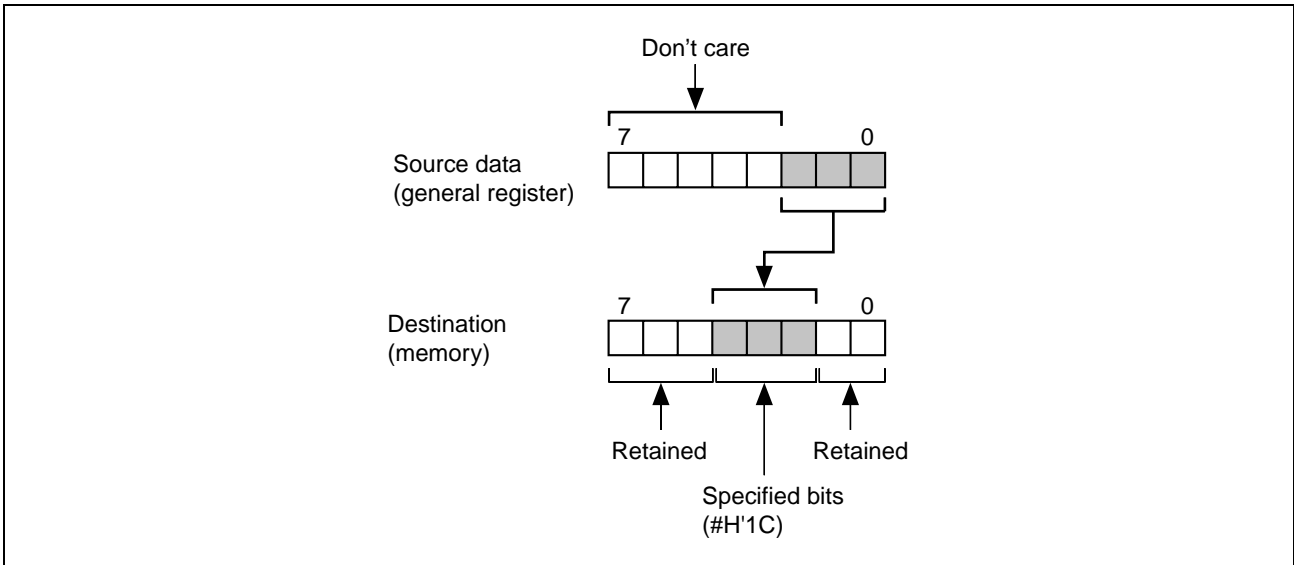 Don't care
7 0
Source data
(general register)
7 0
Destination
(memory)
Retained Retained
Specified bits
(#H'1C)